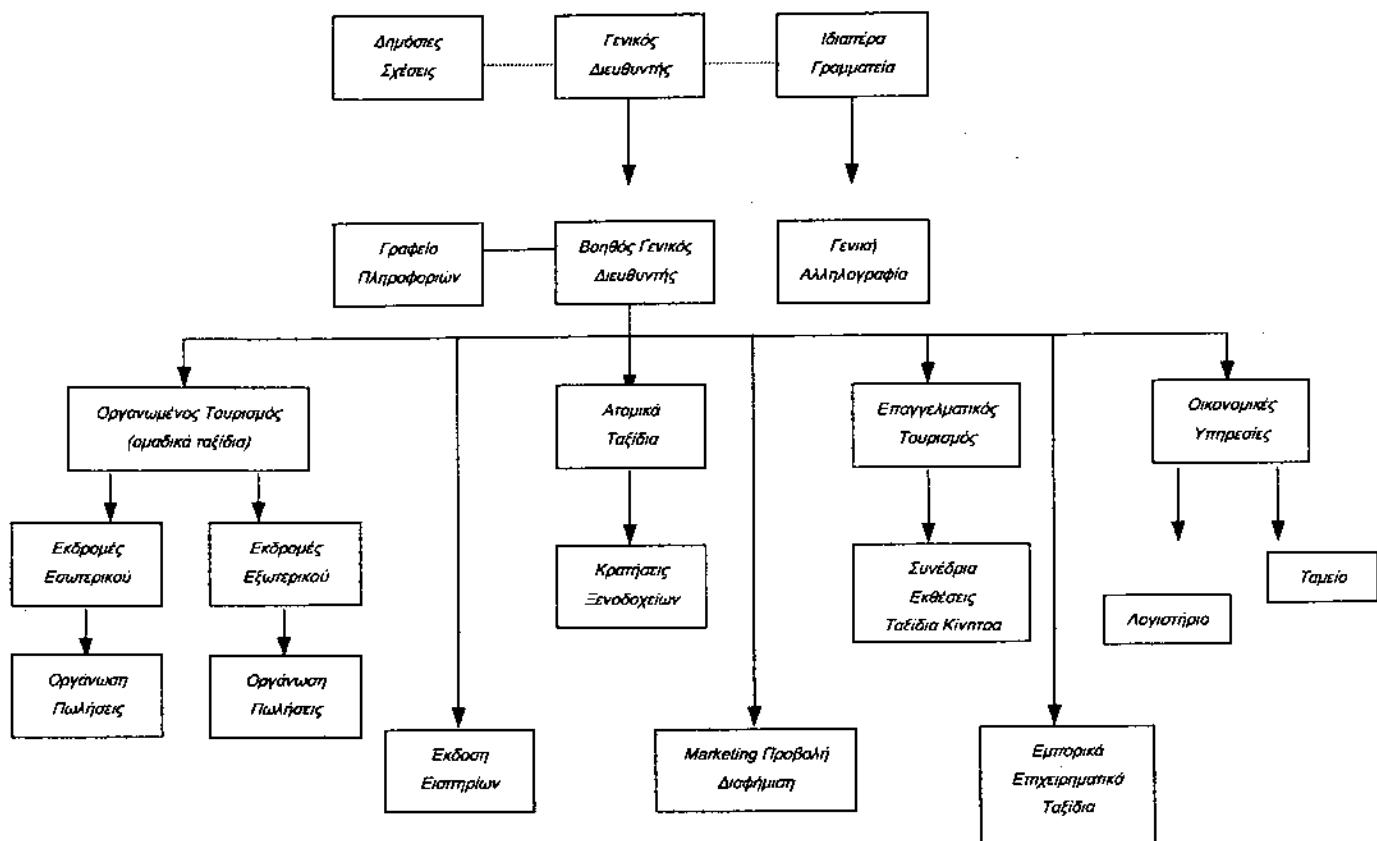 Δημόσιες
Σχέσεις
Γενικός
Διευθυντής
Ιδιαιτέρα
Γραμματεία
Γραφείο
Πληροφοριών
Βοηθός Γενικός
Διευθυντής
Γενική
Αλληλογραφία
Οργανωμένος Τουρισμός
(ομαδικά ταξίδια)
Ατομικά
Ταξίδια
Επαγγελματικός
Τουρισμός
Οικονομικές
Υπηρεσίες
Εκδρομές
Εσωτερικού
Εκδρομές
Εξωτερικού
Κρατήσεις
Ξενοδοχείων
Συνέδρια
Εκθέσεις
Ταξίδια Κίνητρα
Λογιστήριο
Ταμείο
Οργάνωση
Πωλήσεις
Οργάνωση
Πωλήσεις
Έκδοση
Εισιτηρίων
Marketing Προβολή
Διαφήμιση
Εμπορικά
Επιχειρηματικά
Ταξίδια